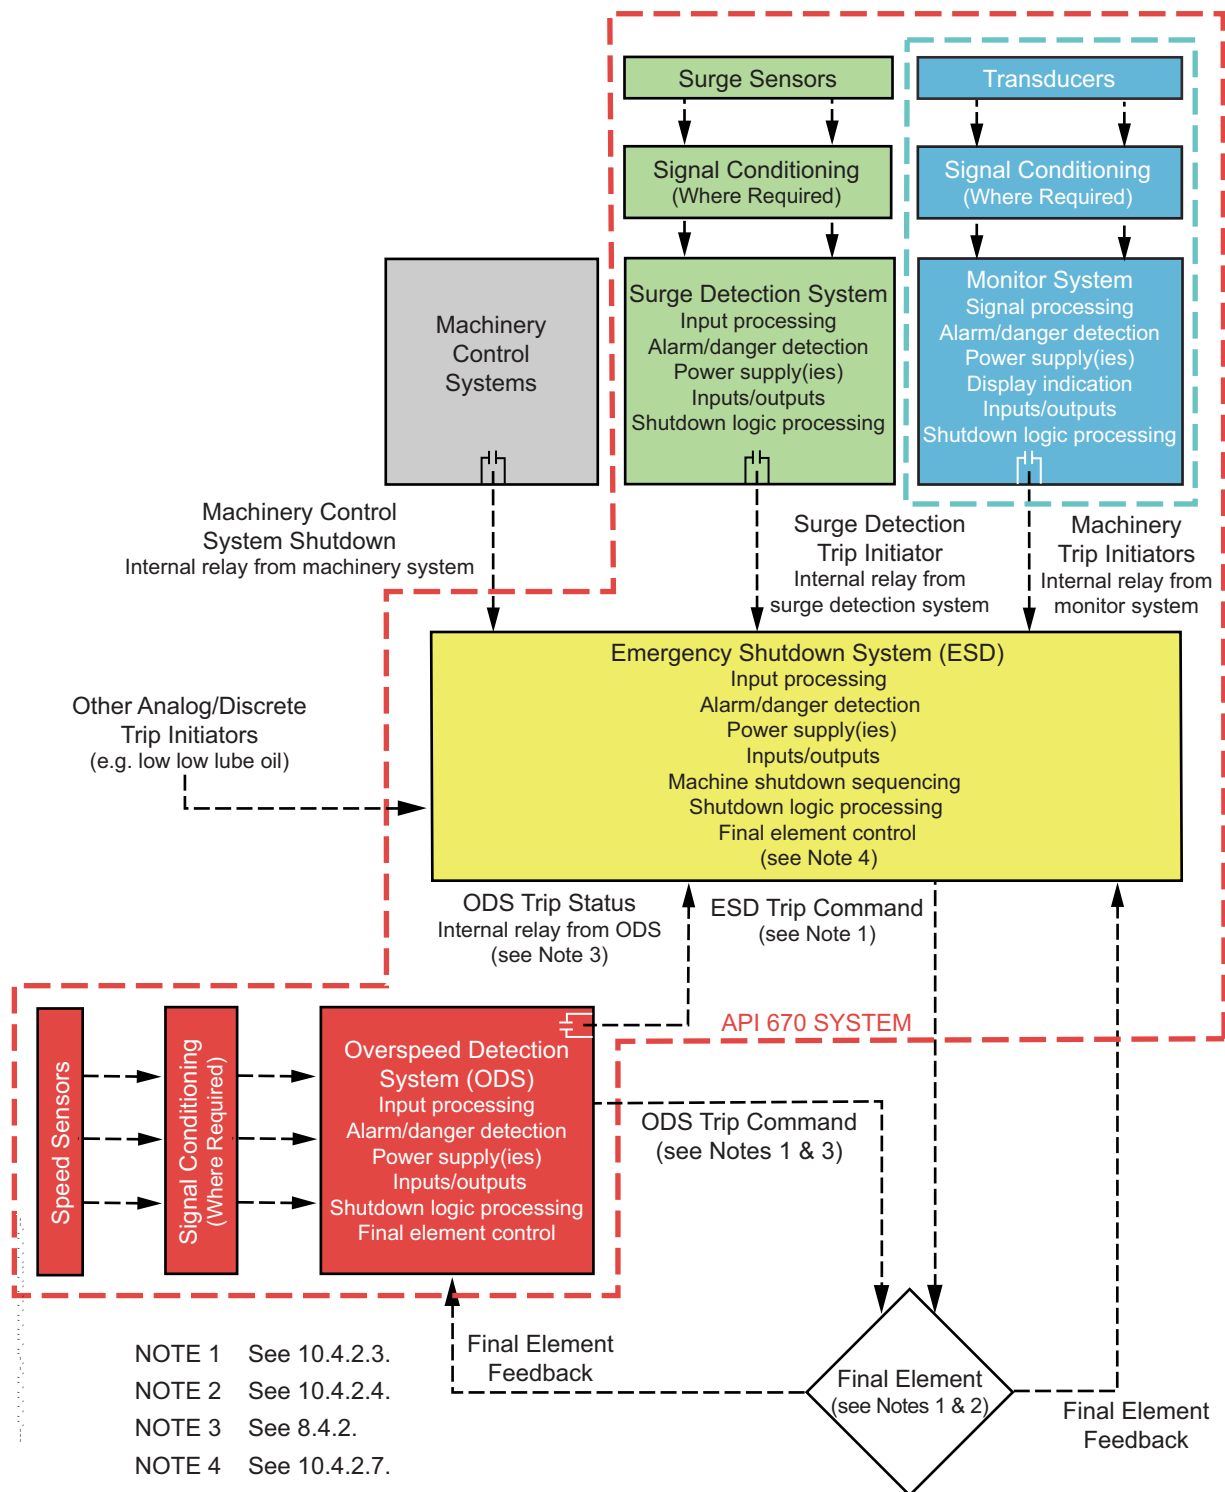 Surge Sensors
Transducers
Signal Conditioning
(Where Required)
Signal Conditioning
(Where Required)
Machinery
Control
Systems
Surge Detection System
Input processing
Alarm/danger detection
Power supply(ies)
Inputs/outputs
Shutdown logic processing
Monitor System
Signal processing
Alarm/danger detection
Power supply(ies)
Display indication
Inputs/outputs
Shutdown logic processing
Machinery Control
System Shutdown
Internal relay from machinery system
Surge Detection
Trip Initiator
Internal relay from
surge detection system
Machinery
Trip Initiators
Internal relay from
monitor system
Emergency Shutdown System (ESD)
Input processing
Alarm/danger detection
Power supply(ies)
Inputs/outputs
Machine shutdown sequencing
Shutdown logic processing
Final element control
(see Note 4)
Other Analog/Discrete
Trip Initiators
(e.g. low low lube oil)
ODS Trip Status
Internal relay from ODS
(see Note 3)
ESD Trip Command
(see Note 1)
API 670 SYSTEM
Speed Sensors
Signal Conditioning
(Where Required)
Overspeed Detection
System (ODS)
Input processing
Alarm/danger detection
Power supply(ies)
Inputs/outputs
Shutdown logic processing
Final element control
ODS Trip Command
(see Notes 1 & 3)
Final Element
Feedback
Final Element
(see Notes 1 & 2)
Final Element
Feedback
NOTE 1 See 10.4.2.3.
NOTE 2 See 10.4.2.4.
NOTE 3 See 8.4.2.
NOTE 4 See 10.4.2.7.